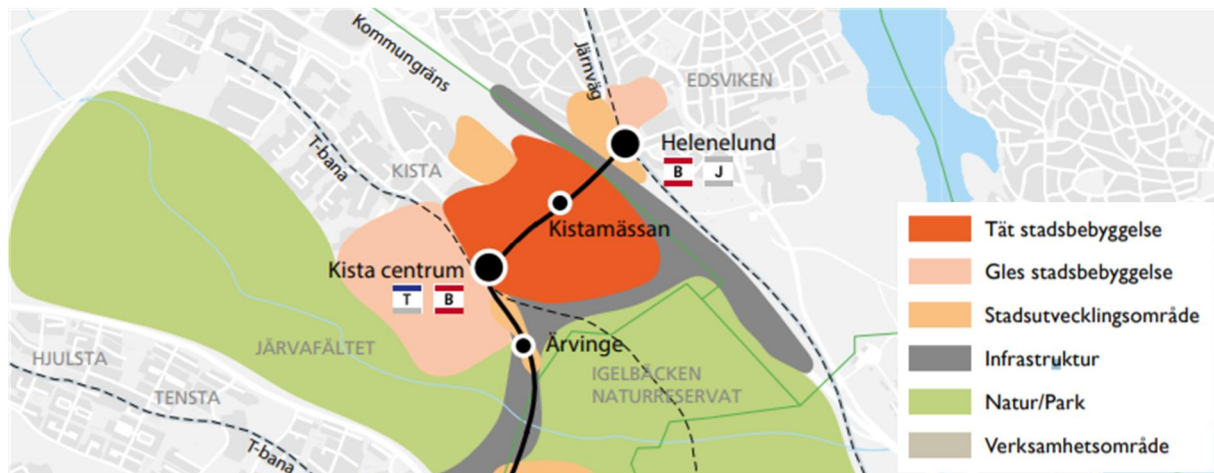 Kommungräns
Järnväg
EDSVIKEN
T-bana
Helenelund
B J
KISTA
Kistamässan
Kista centrum
T B
Ärvinge
HJULSTA
JÄRVAFÄLTET
TENSTA
IGELBÄCKEN
NATURRESERVAT
T-bana
Tät stadsbebyggelse
Gles stadsbebyggelse
Stadsutvecklingsområde
Infrastruktur
Natur/Park
Verksamhetsområde